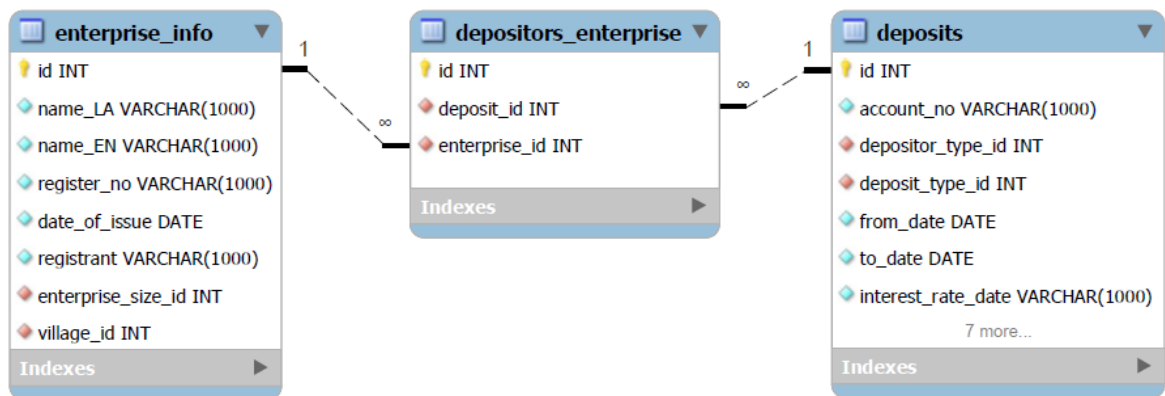 enterprise_info
id INT
name_LA VARCHAR(1000)
name_EN VARCHAR(1000)
register_no VARCHAR(1000)
date_of_issue DATE
registrant VARCHAR(1000)
enterprise_size_id INT
village_id INT
Indexes
1
∞
depositors_enterprise
id INT
deposit_id INT
enterprise_id INT
Indexes
∞
1
deposits
id INT
account_no VARCHAR(1000)
depositor_type_id INT
deposit_type_id INT
from_date DATE
to_date DATE
interest_rate_date VARCHAR(1000)
7 more...
Indexes